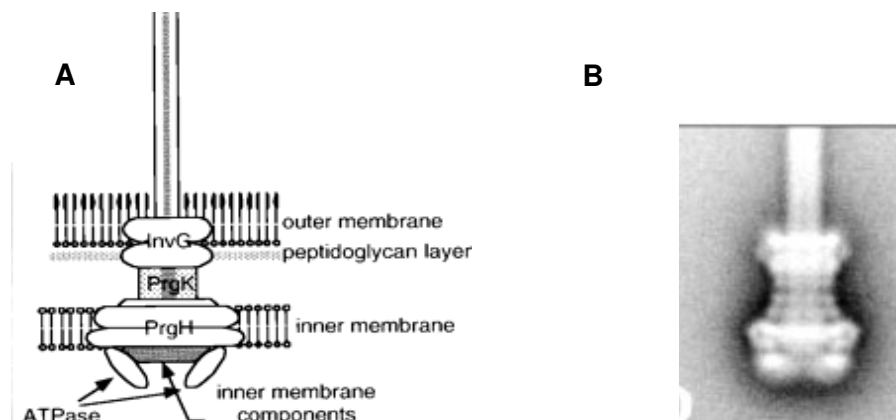 A
B
InvG
outer membrane
peptidoglycan layer
PrgK
PrgH
inner membrane
inner membrane
components
ATPase